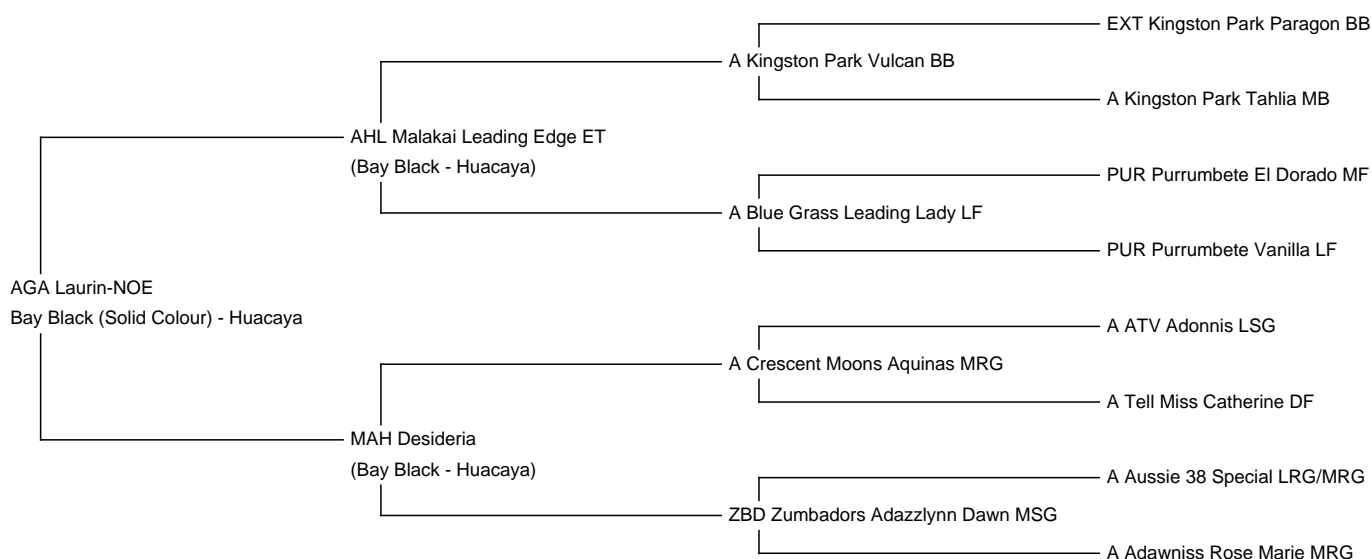 EXT Kingston Park Paragon BB
A Kingston Park Vulcan BB
A Kingston Park Tahlia MB
AHL Malakai Leading Edge ET
(Bay Black - Huacaya)
PUR Purrumbete El Dorado MF
A Blue Grass Leading Lady LF
PUR Purrumbete Vanilla LF
AGA Laurin-NOE
Bay Black (Solid Colour) - Huacaya
A ATV Adonnis LSG
A Crescent Moons Aquinas MRG
A Tell Miss Catherine DF
MAH Desideria
(Bay Black - Huacaya)
A Aussie 38 Special LRG/MRG
ZBD Zumbadors Adazzlynn Dawn MSG
A Adawniss Rose Marie MRG